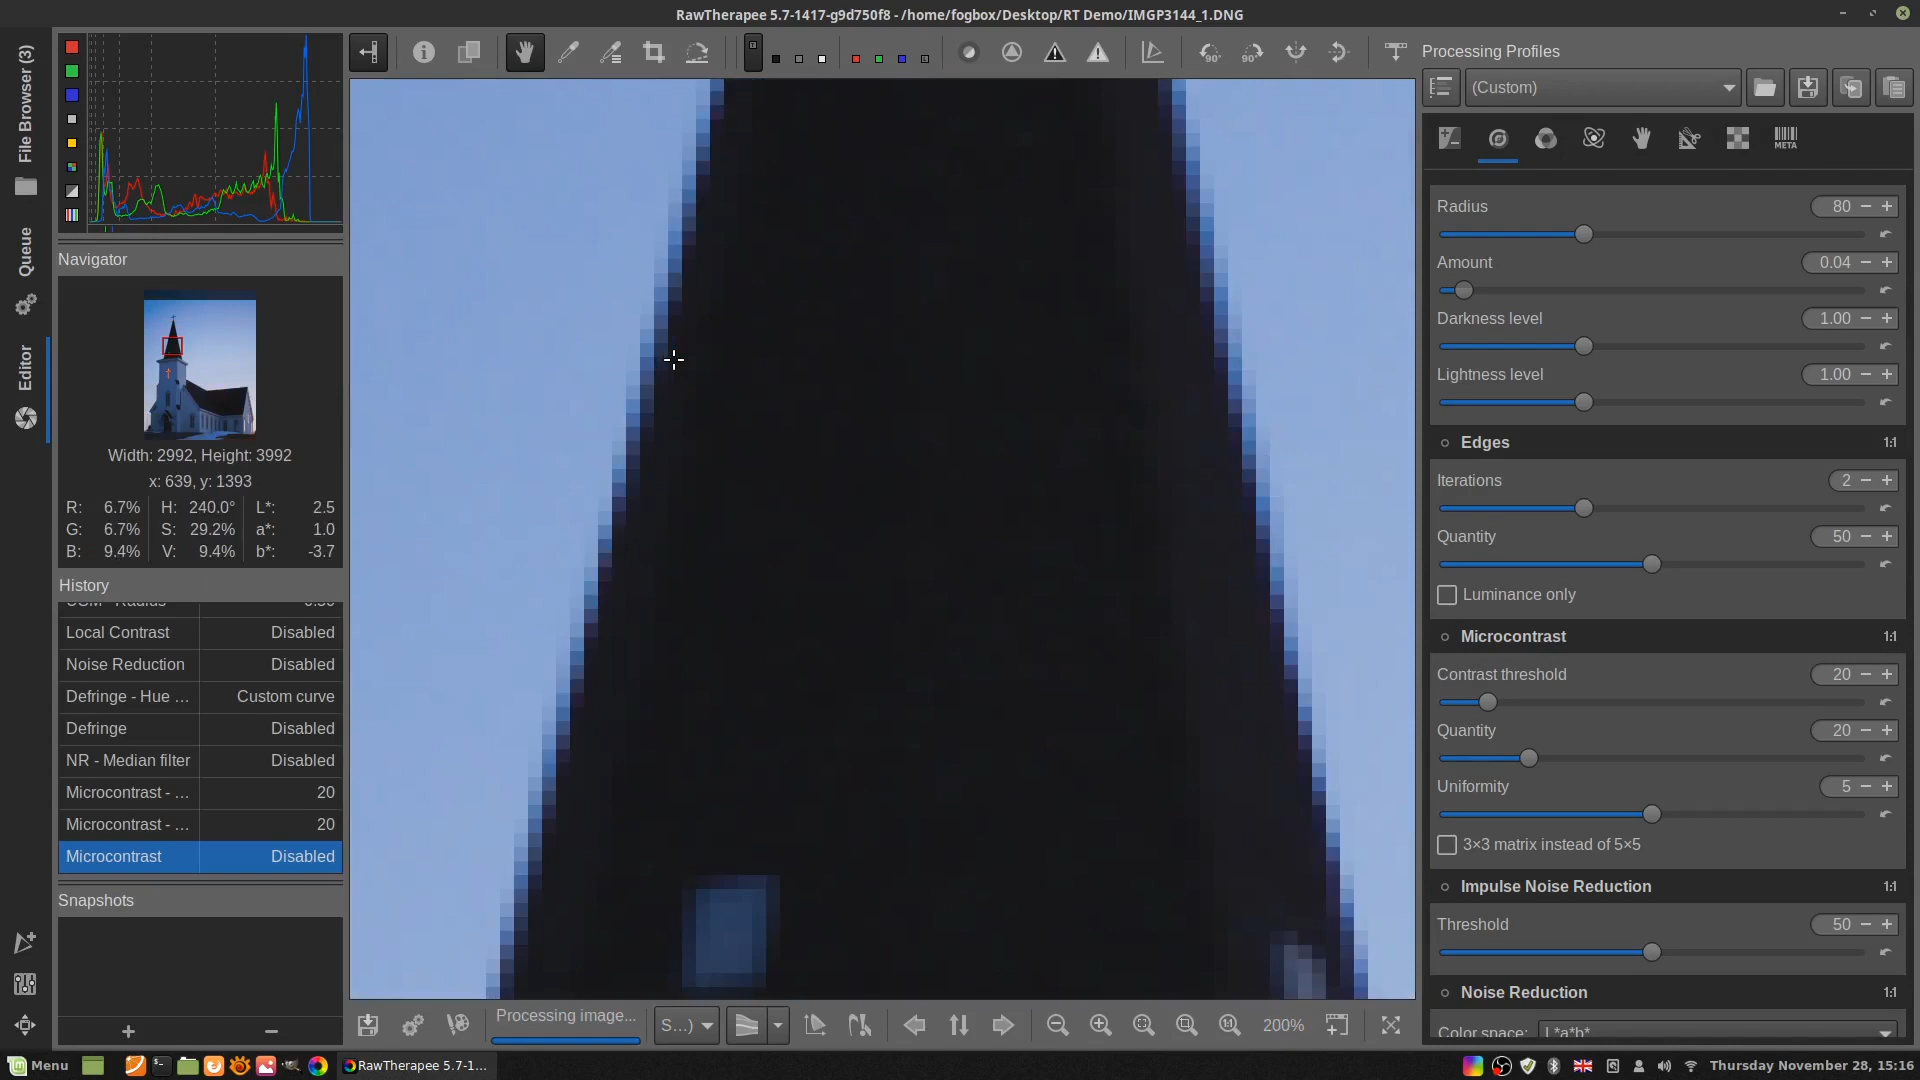 RawTherapee 5.7-1417-g9d750f8 - /home/fogbox/Desktop/RT Demo/IMGP3144_1.DNG
File Browser (3)
Queue
Editor
Navigator
Width: 2992, Height: 3992
x: 639, y: 1393
R: 6.7% H: 240.0° L*: 2.5
G: 6.7% S: 29.2% a*: 1.0
B: 9.4% V: 9.4% b*: -3.7
History
Local Contrast Disabled
Noise Reduction Disabled
Defringe - Hue ... Custom curve
Defringe Disabled
NR - Median filter Disabled
Microcontrast - ... 20
Microcontrast - ... 20
Microcontrast Disabled
Snapshots
90° 90°
Processing Profiles
(Custom)
META
Radius 80
Amount 0.04
Darkness level 1.00
Lightness level 1.00
Edges 1:1
Iterations 2
Quantity 50
Luminance only
Microcontrast 1:1
Contrast threshold 20
Quantity 20
Uniformity 5
3×3 matrix instead of 5×5
Impulse Noise Reduction 1:1
Threshold 50
Noise Reduction 1:1
Color space: L*a*b*
Processing image...
S...)
200%
Menu
RawTherapee 5.7-1...
Thursday November 28, 15:16